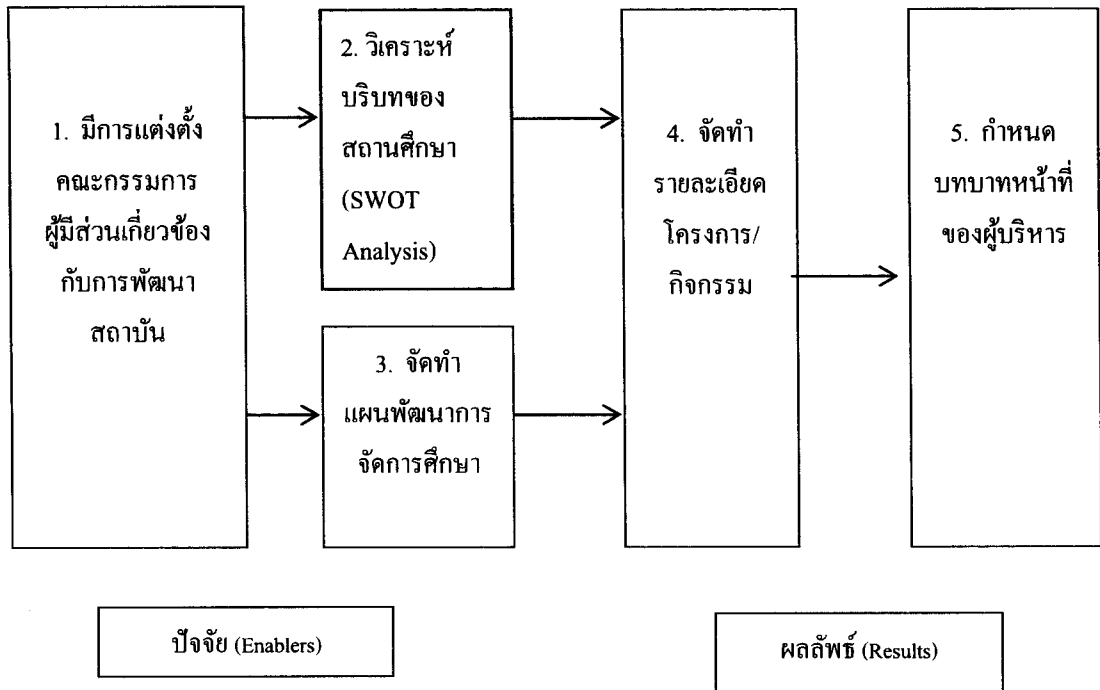 1. มีการแต่งตั้ง
คณะกรรมการ
ผู้มีส่วนเกี่ยวข้อง
กับการพัฒนา
สถาบัน
2. วิเคราะห์
บริบทของ
สถานศึกษา
(SWOT
Analysis)
3. จัดทำ
แผนพัฒนาการ
จัดการศึกษา
4. จัดทำ
รายละเอียด
โครงการ/
กิจกรรม
5. กำหนด
บทบาทหน้าที่
ของผู้บริหาร
ปัจจัย (Enablers)
ผลลัพธ์ (Results)